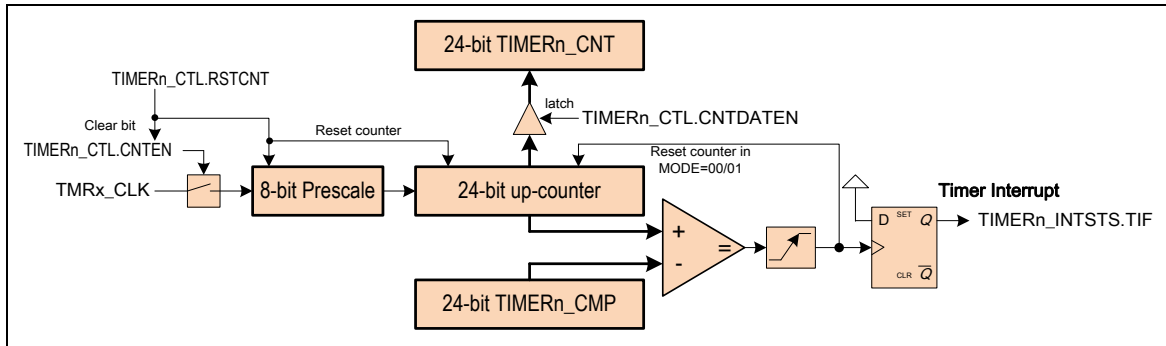 24-bit TIMERn_CNT
TIMERn_CTL.RSTCNT
latch
TIMERn_CTL.CNTDATEN
Clear bit
Reset counter
TIMERn_CTL.CNTEN
Reset counter in
MODE=00/01
TMRx_CLK
8-bit Prescale
24-bit up-counter
Timer Interrupt
D SET Q
TIMERn_INTSTS.TIF
+
=
-
CLR Q
24-bit TIMERn_CMP